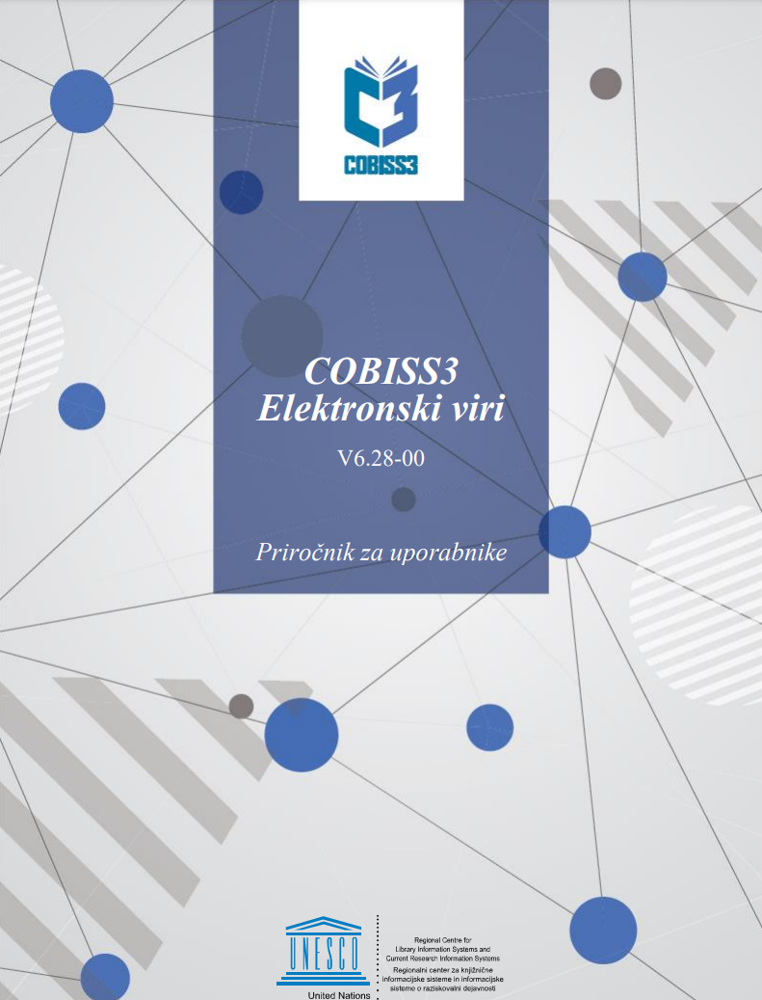 C3
COBISS3
COBISS3
Elektronski viri
V6.28-00
Priročnik za uporabnike
UNESCO
United Nations
Regional Centre for
Library Information Systems and
Current Research Information Systems
Regionalni center za knjižnične
informacijske sisteme in informacijske
sisteme o raziskovalni dejavnosti